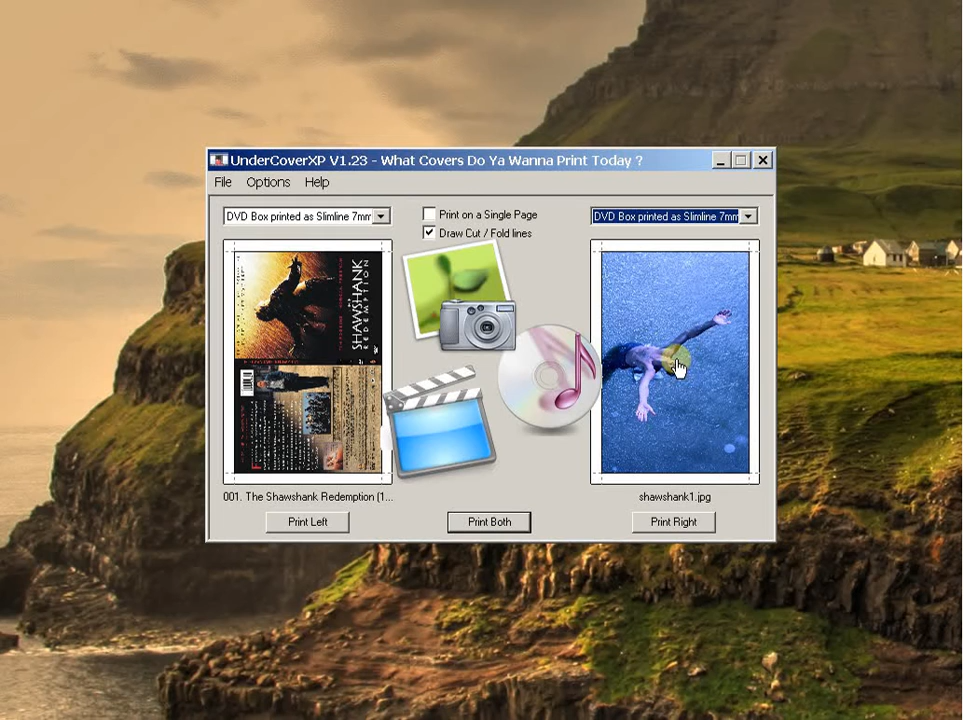 UnderCoverXP V1.23 - What Covers Do Ya Wanna Print Today ?
File Options Help
DVD Box printed as Slimline 7mm
Print on a Single Page
DVD Box printed as Slimline 7mm
Draw Cut / Fold lines
SHAWSHANK
REDEMPTION
001. The Shawshank Redemption (1...
shawshank1.jpg
Print Left
Print Both
Print Right